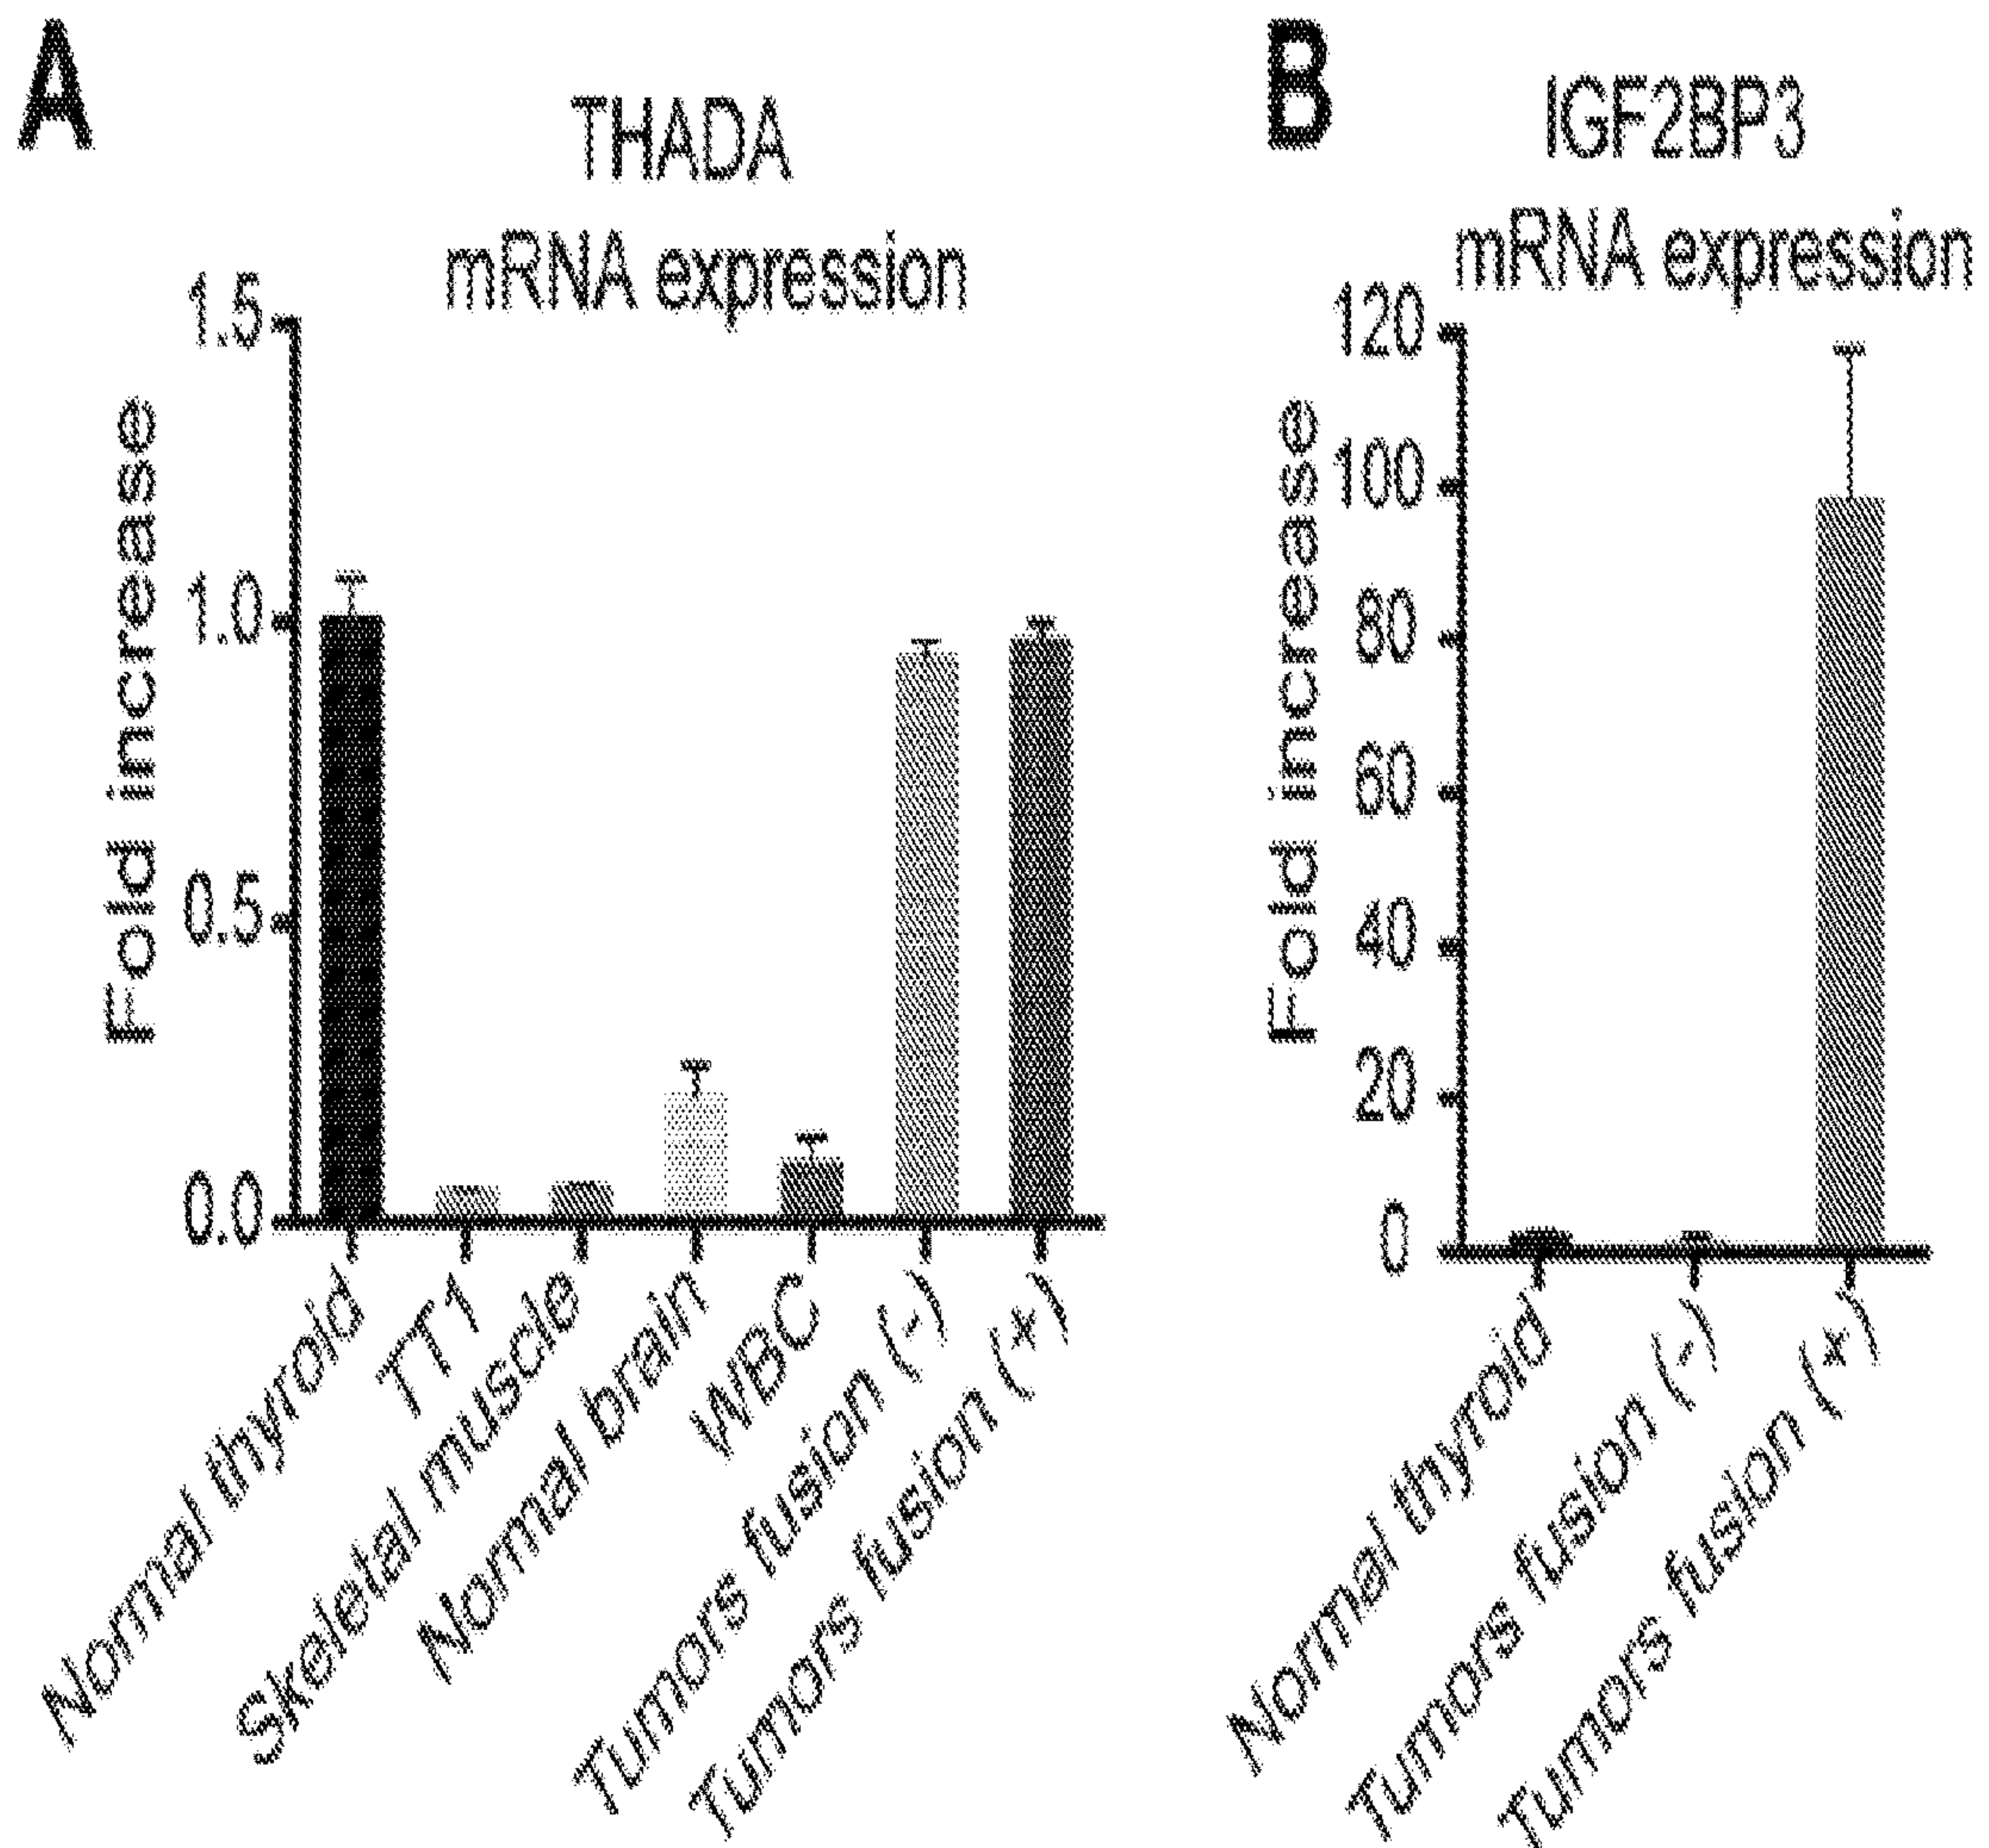 A
THADA
mRNA expression
Fold increase
1.5
1.0
0.5
0.0
Normal thyroid
TT1
Skeletal muscle
Normal brain
WBC
Tumors fusion (-)
Tumors fusion (+)
B
IGF2BP3
mRNA expression
Fold increase
120
100
80
60
40
20
0
Normal thyroid
Tumors fusion (-)
Tumors fusion (+)